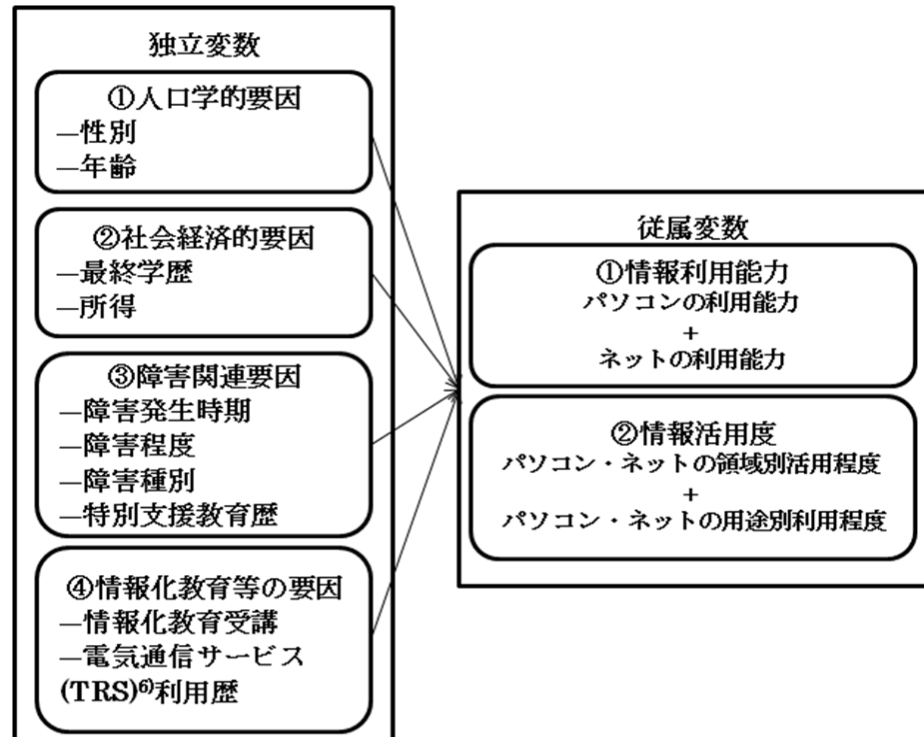 独立変数
①人口学的要因
―性別
―年齢
②社会経済的要因
―最終学歴
―所得
③障害関連要因
―障害発生時期
―障害程度
―障害種別
―特別支援教育歴
④情報化教育等の要因
―情報化教育受講
―電気通信サービス
(TRS)⁶⁾利用歴
従属変数
①情報利用能力
パソコンの利用能力
+
ネットの利用能力
②情報活用度
パソコン・ネットの領域別活用程度
+
パソコン・ネットの用途別利用程度